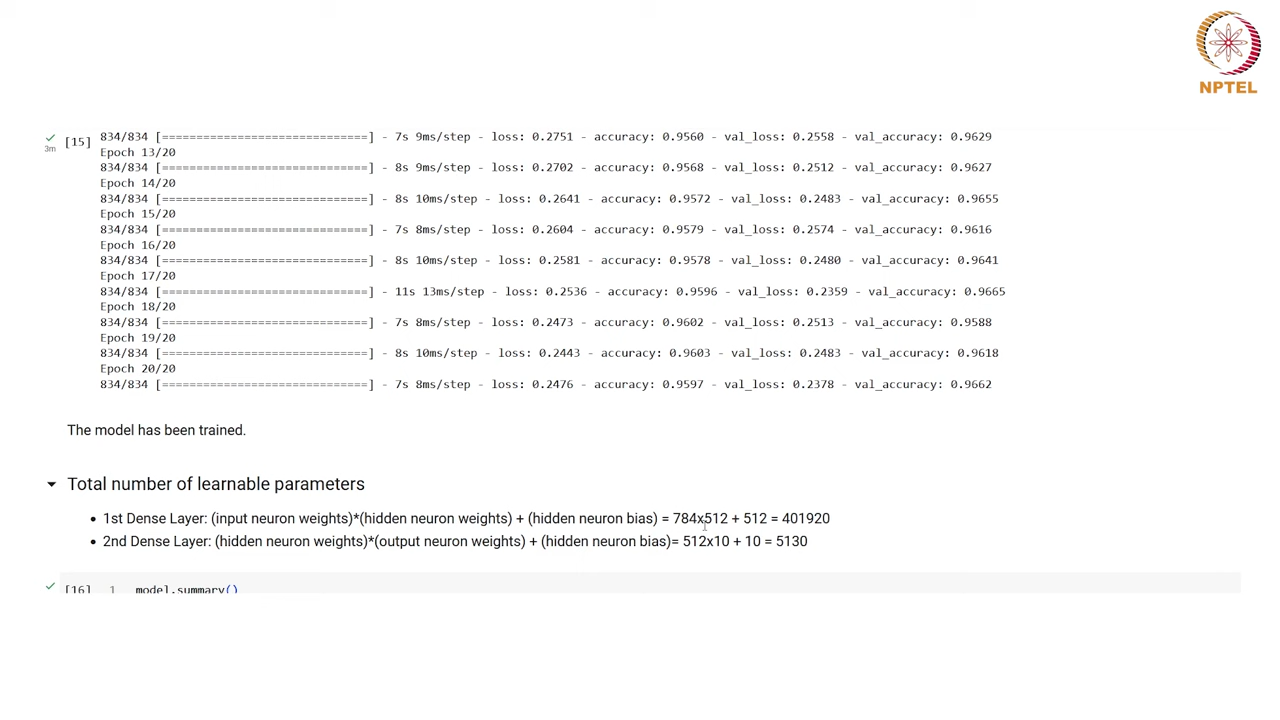 NPTEL
[15] 834/834 [==============================] - 7s 9ms/step - loss: 0.2751 - accuracy: 0.9560 - val_loss: 0.2558 - val_accuracy: 0.9629
3m
Epoch 13/20
834/834 [==============================] - 8s 9ms/step - loss: 0.2702 - accuracy: 0.9568 - val_loss: 0.2512 - val_accuracy: 0.9627
Epoch 14/20
834/834 [==============================] - 8s 10ms/step - loss: 0.2641 - accuracy: 0.9572 - val_loss: 0.2483 - val_accuracy: 0.9655
Epoch 15/20
834/834 [==============================] - 7s 8ms/step - loss: 0.2604 - accuracy: 0.9579 - val_loss: 0.2574 - val_accuracy: 0.9616
Epoch 16/20
834/834 [==============================] - 8s 10ms/step - loss: 0.2581 - accuracy: 0.9578 - val_loss: 0.2480 - val_accuracy: 0.9641
Epoch 17/20
834/834 [==============================] - 11s 13ms/step - loss: 0.2536 - accuracy: 0.9596 - val_loss: 0.2359 - val_accuracy: 0.9665
Epoch 18/20
834/834 [==============================] - 7s 8ms/step - loss: 0.2473 - accuracy: 0.9602 - val_loss: 0.2513 - val_accuracy: 0.9588
Epoch 19/20
834/834 [==============================] - 8s 10ms/step - loss: 0.2443 - accuracy: 0.9603 - val_loss: 0.2483 - val_accuracy: 0.9618
Epoch 20/20
834/834 [==============================] - 7s 8ms/step - loss: 0.2476 - accuracy: 0.9597 - val_loss: 0.2378 - val_accuracy: 0.9662
The model has been trained.
Total number of learnable parameters
• 1st Dense Layer: (input neuron weights)*(hidden neuron weights) + (hidden neuron bias) = 784x512 + 512 = 401920
• 2nd Dense Layer: (hidden neuron weights)*(output neuron weights) + (hidden neuron bias)= 512x10 + 10 = 5130
[16] 1 model.summary()